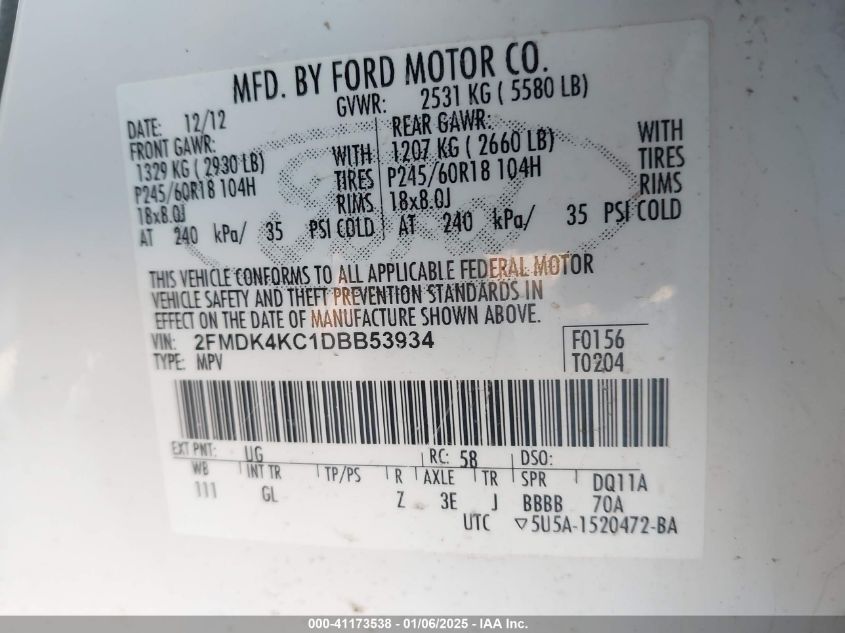 MFD. BY FORD MOTOR CO.
DATE: 12/12 GVWR: 2531 KG ( 5580 LB)
FRONT GAWR: REAR GAWR:
1329 KG ( 2930 LB) WITH 1207 KG ( 2660 LB) WITH
P245/60R18 104H TIRES P245/60R18 104H TIRES
18x8.0J RIMS 18x8.0J RIMS
AT 240 kPa/ 35 PSI COLD AT 240 kPa/ 35 PSI COLD
THIS VEHICLE CONFORMS TO ALL APPLICABLE FEDERAL MOTOR
VEHICLE SAFETY AND THEFT PREVENTION STANDARDS IN
EFFECT ON THE DATE OF MANUFACTURE SHOWN ABOVE.
VIN: 2FMDK4KC1DBB53934 F0156
TYPE: MPV T0204
EXT PNT: UG RC: 58 DSO:
WB INT TR TP/PS R AXLE TR SPR DQ11A
111 GL Z 3E J BBBB 70A
UTC ▽5U5A-1520472-BA
000-41173538 - 01/06/2025 - IAA Inc.